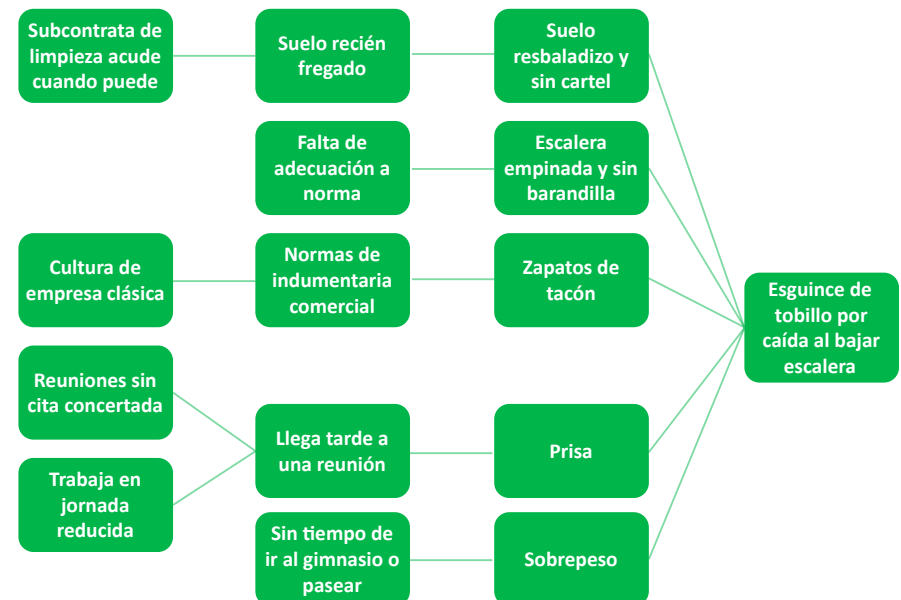 Subcontrata de
limpieza acude
cuando puede
Suelo recién
fregado
Suelo
resbaladizo y
sin cartel
Falta de
adecuación a
norma
Escalera
empinada y sin
barandilla
Cultura de
empresa clásica
Normas de
indumentaria
comercial
Zapatos de
tacón
Esguince de
tobillo por
caída al bajar
escalera
Reuniones sin
cita concertada
Llega tarde a
una reunión
Prisa
Trabaja en
jornada
reducida
Sin tiempo de
ir al gimnasio o
pasear
Sobrepeso